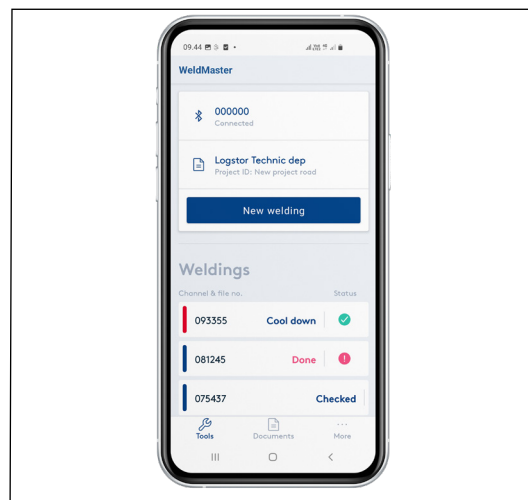 09.44
WeldMaster
000000
Connected
Logstor Technic dep
Project ID: New project road
New welding
Weldings
Channel & file no. Status
093355 Cool down
081245 Done
075437 Checked
Tools Documents More